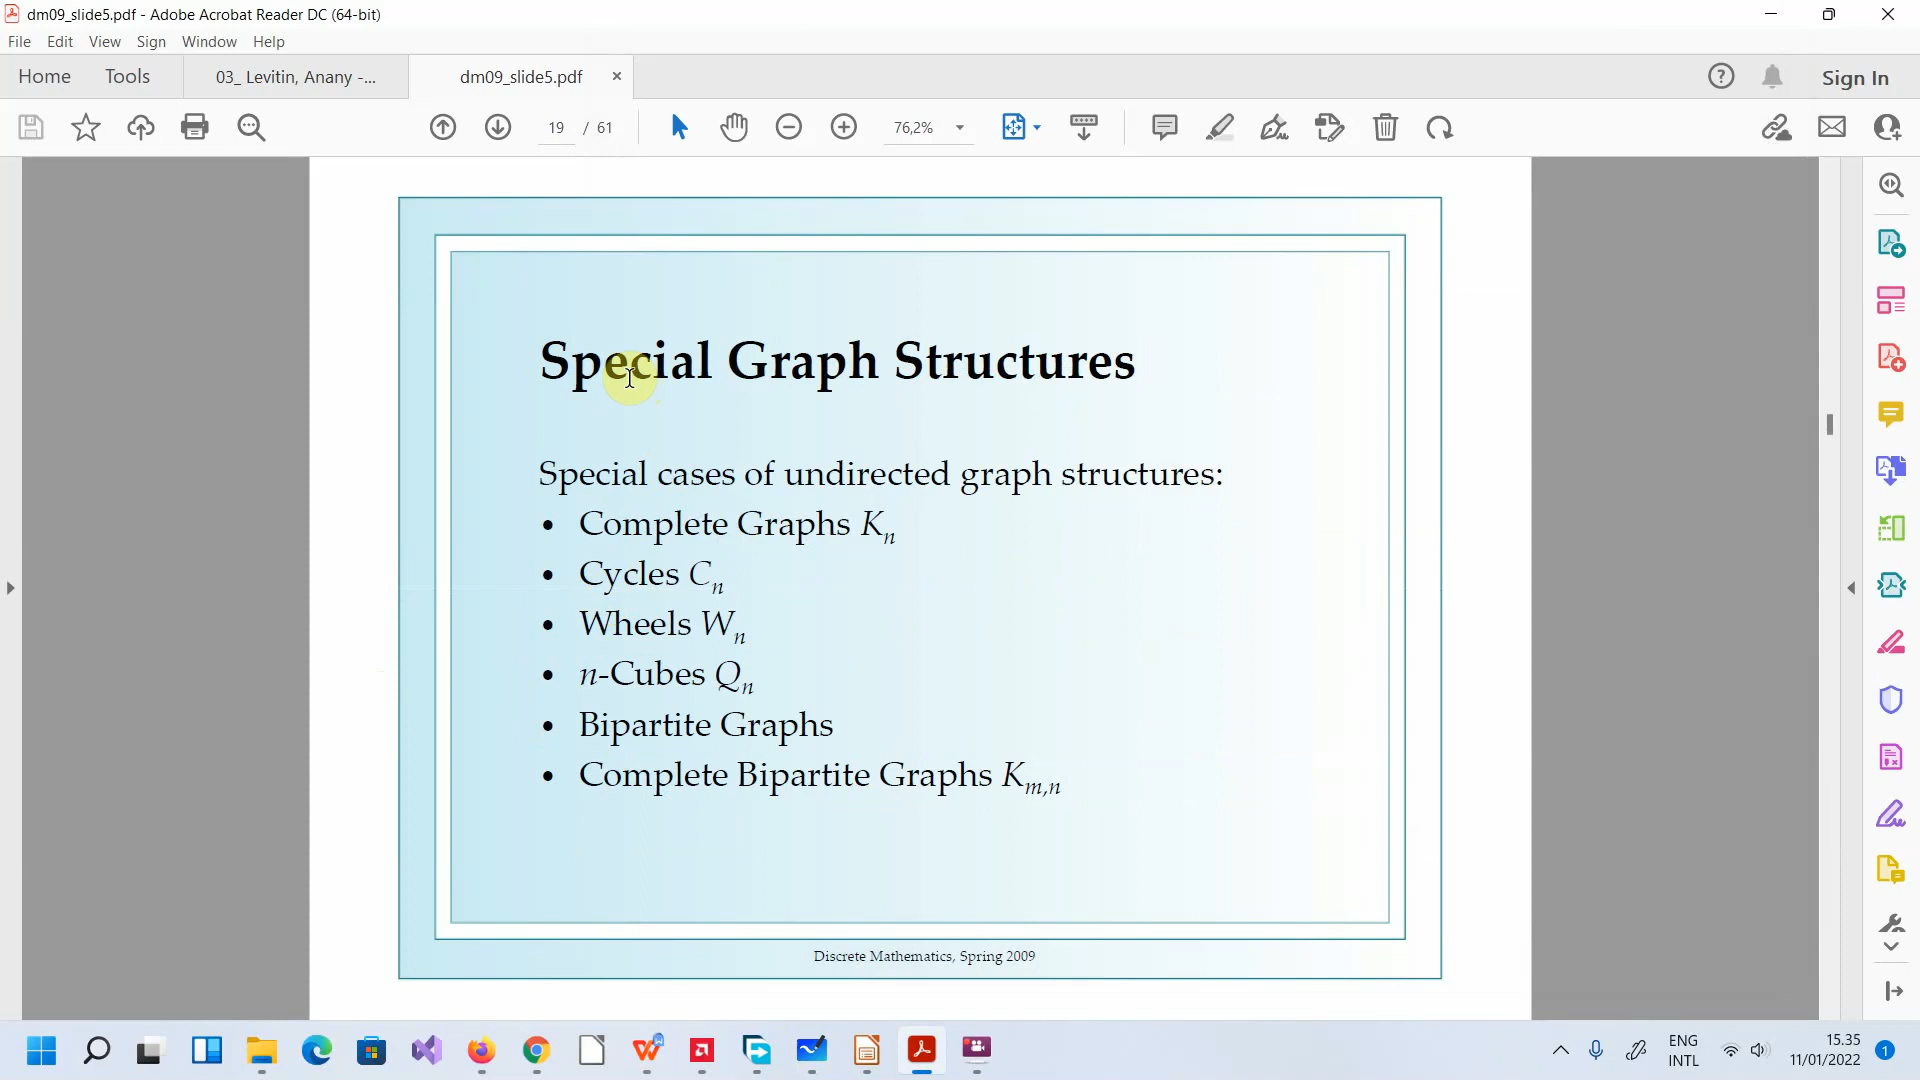 dm09_slide5.pdf - Adobe Acrobat Reader DC (64-bit)
File Edit View Sign Window Help
Home Tools 03_ Levitin, Anany -... dm09_slide5.pdf × Sign In
19 / 61 76,2%
Special Graph Structures
Special cases of undirected graph structures:
• Complete Graphs Kn
• Cycles Cn
• Wheels Wn
• n-Cubes Qn
• Bipartite Graphs
• Complete Bipartite Graphs Km,n
Discrete Mathematics, Spring 2009
ENG 15.35
INTL 11/01/2022 1